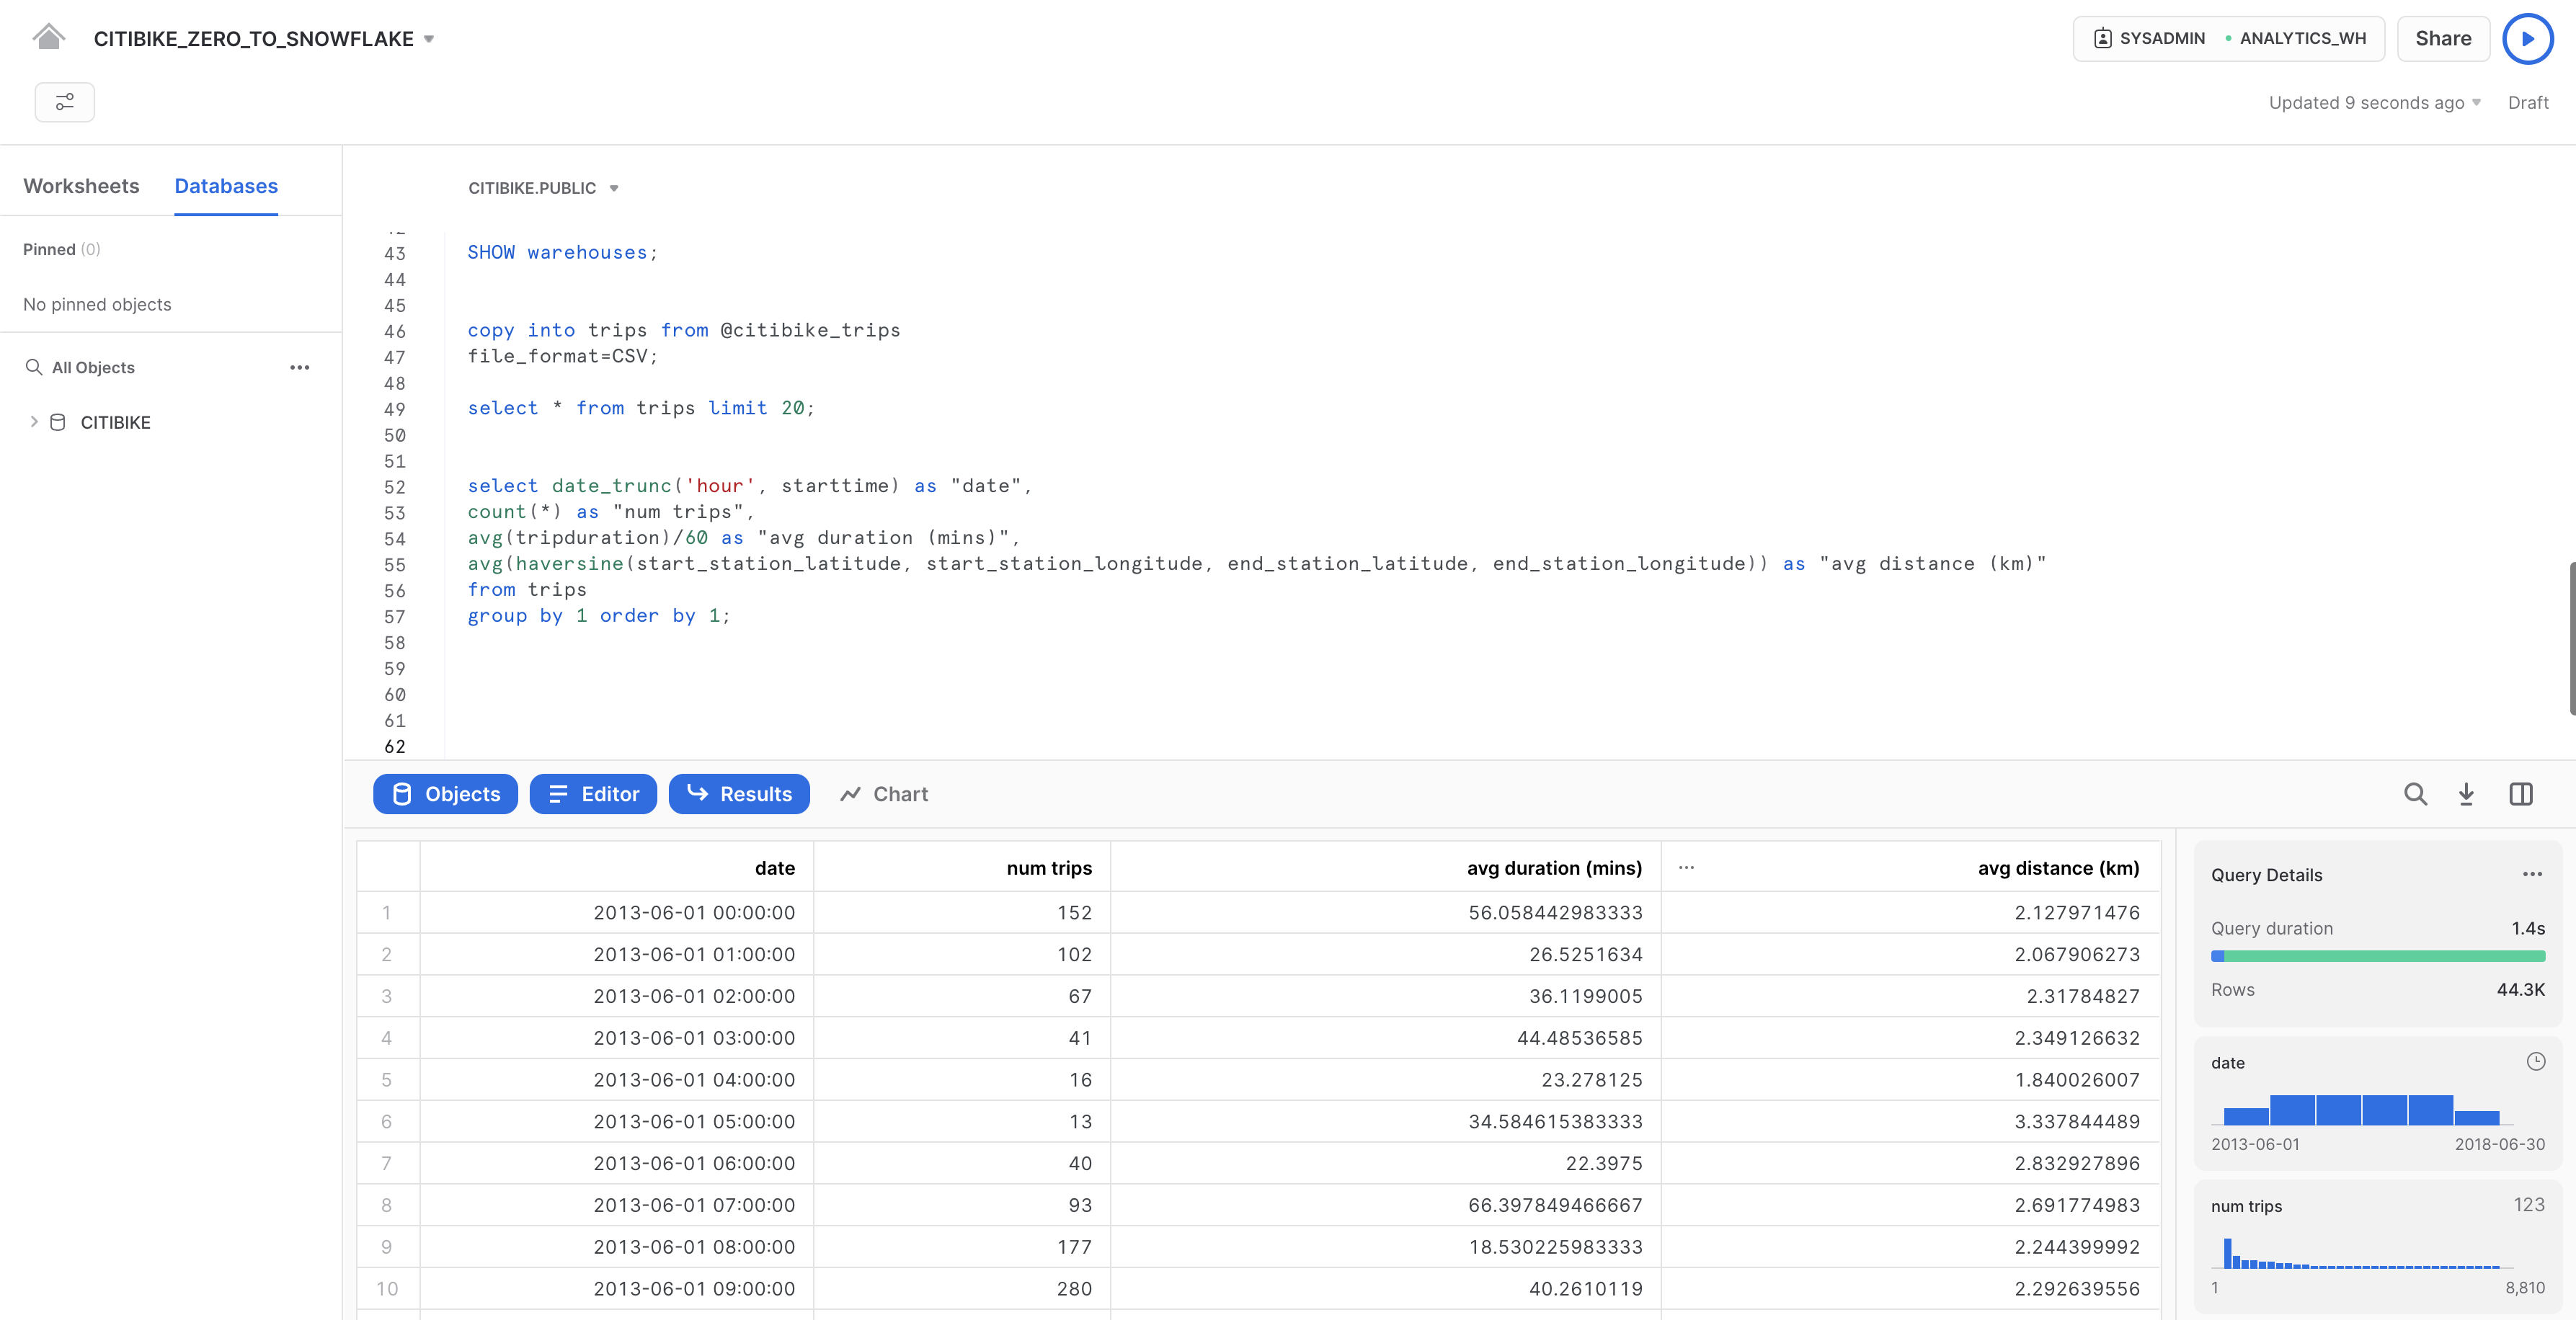 CITIBIKE_ZERO_TO_SNOWFLAKE
SYSADMIN ANALYTICS_WH
Share
Updated 9 seconds ago
Draft
Worksheets Databases
Pinned (0)
No pinned objects
All Objects
CITIBIKE
CITIBIKE.PUBLIC
43 SHOW warehouses;
44
45
46 copy into trips from @citibike_trips
47 file_format=CSV;
48
49 select * from trips limit 20;
50
51
52 select date_trunc('hour', starttime) as "date",
53 count(*) as "num trips",
54 avg(tripduration)/60 as "avg duration (mins)",
55 avg(haversine(start_station_latitude, start_station_longitude, end_station_latitude, end_station_longitude)) as "avg distance (km)"
56 from trips
57 group by 1 order by 1;
58
59
60
61
62
Objects Editor Results Chart
date num trips avg duration (mins) ... avg distance (km)
1 2013-06-01 00:00:00 152 56.058442983333 2.127971476
2 2013-06-01 01:00:00 102 26.5251634 2.067906273
3 2013-06-01 02:00:00 67 36.1199005 2.31784827
4 2013-06-01 03:00:00 41 44.48536585 2.349126632
5 2013-06-01 04:00:00 16 23.278125 1.840026007
6 2013-06-01 05:00:00 13 34.584615383333 3.337844489
7 2013-06-01 06:00:00 40 22.3975 2.832927896
8 2013-06-01 07:00:00 93 66.397849466667 2.691774983
9 2013-06-01 08:00:00 177 18.530225983333 2.244399992
10 2013-06-01 09:00:00 280 40.2610119 2.292639556
Query Details
Query duration 1.4s
Rows 44.3K
date
2013-06-01 2018-06-30
num trips 123
1 8,810